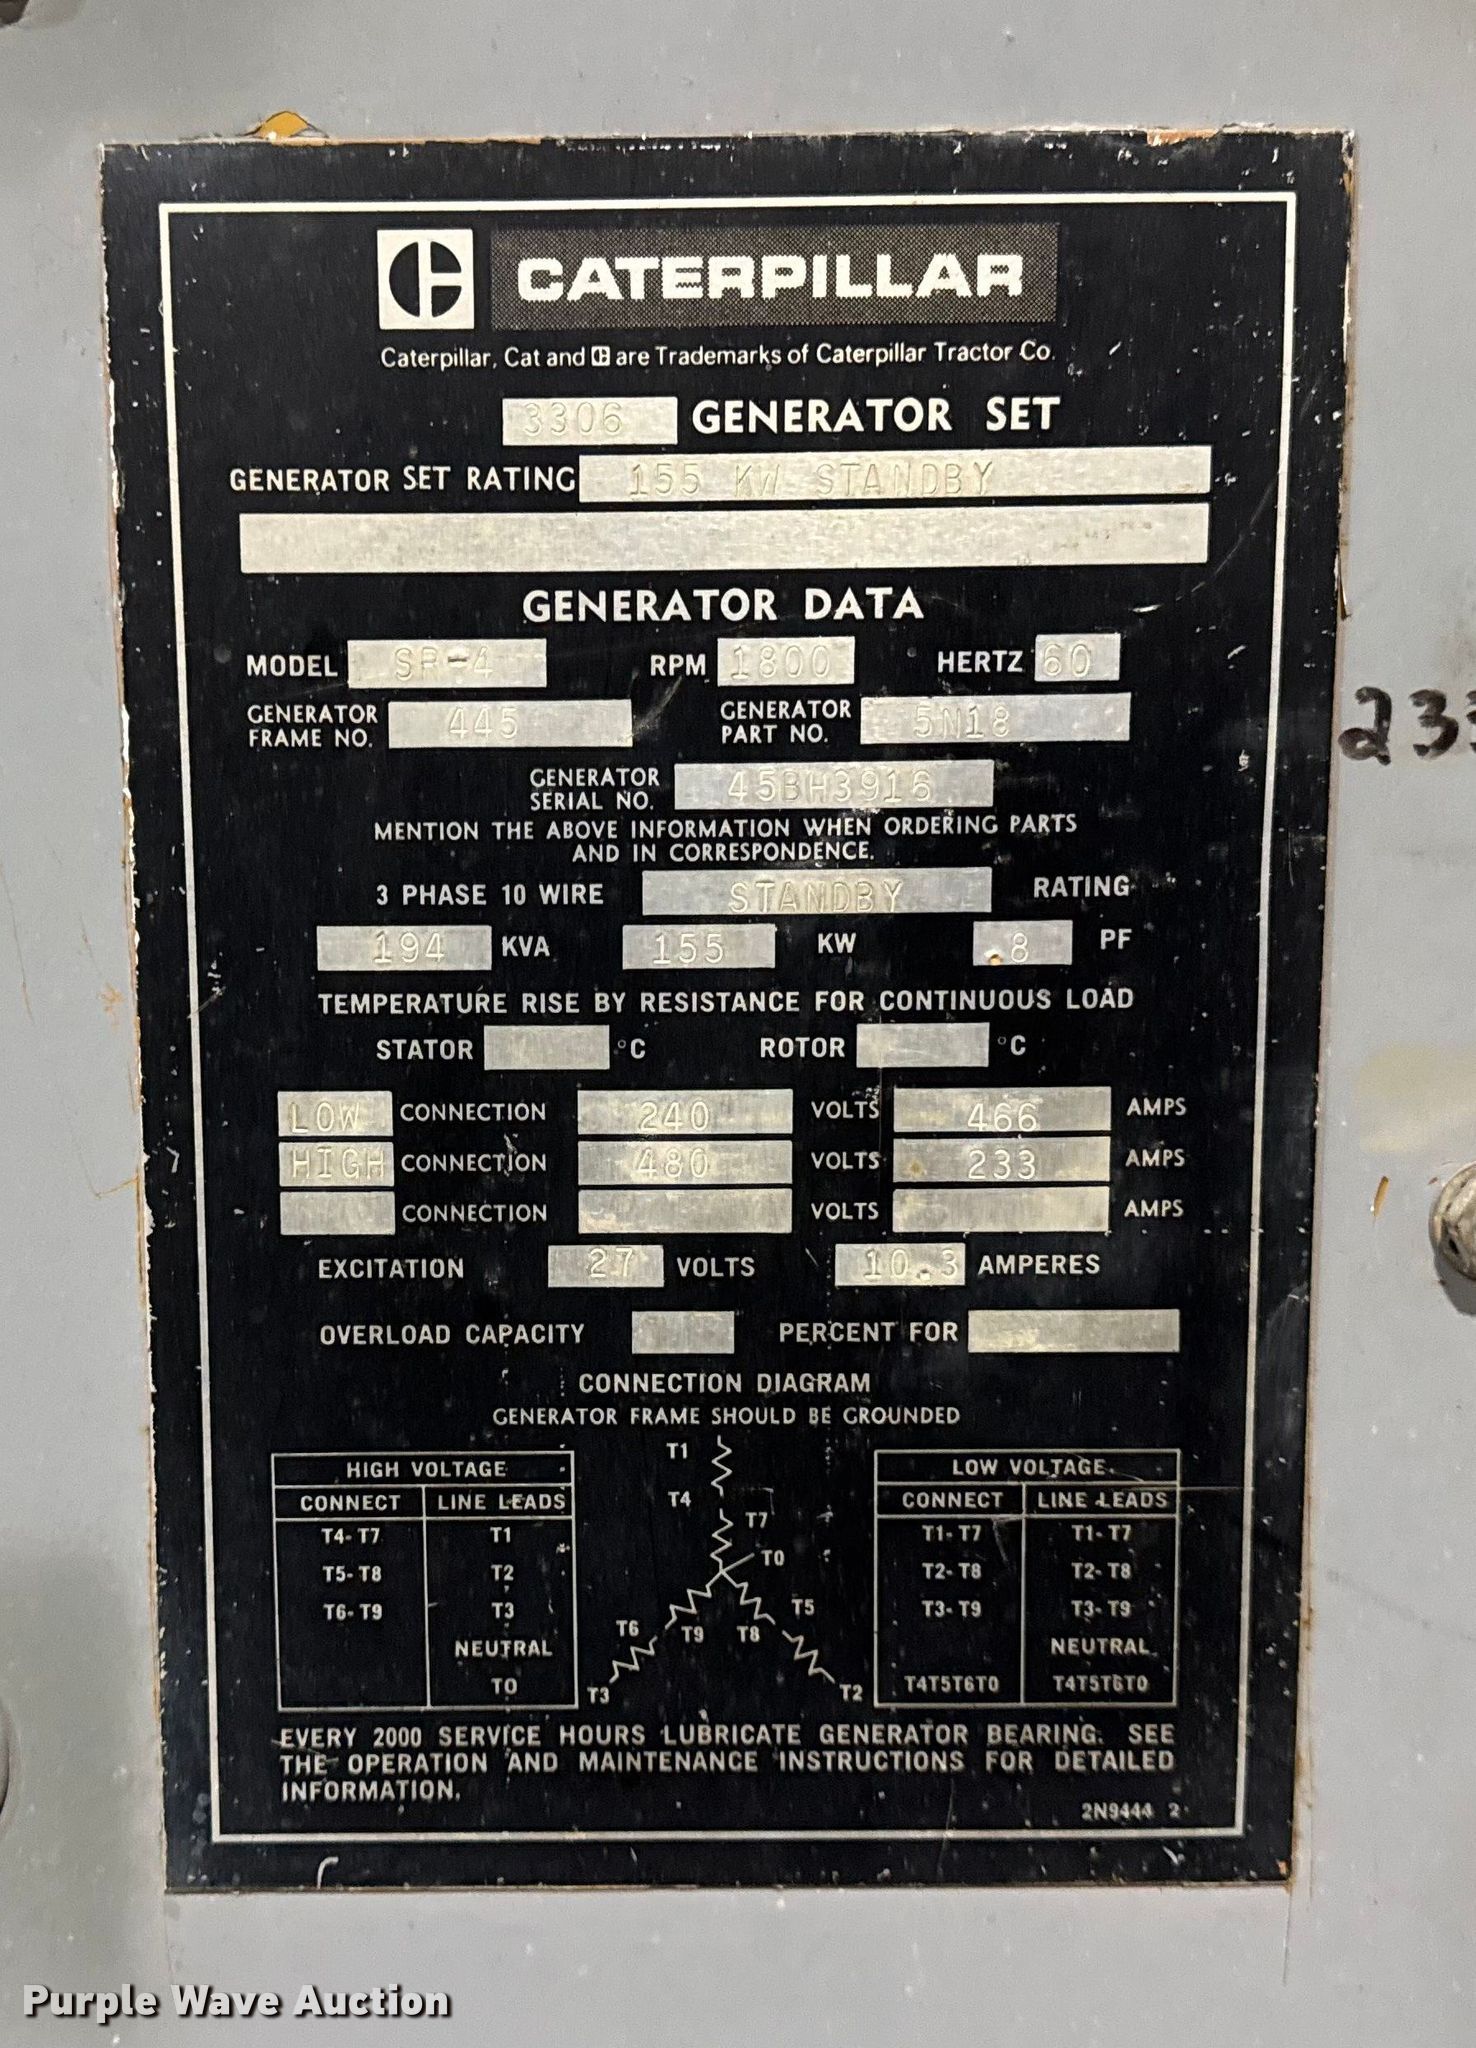 CATERPILLAR
Caterpillar, Cat and C are Trademarks of Caterpillar Tractor Co.
3306 GENERATOR SET
GENERATOR SET RATING 155 KW STANDBY
GENERATOR DATA
MODEL SR-4 RPM 1800 HERTZ 60
GENERATOR FRAME NO. 445 GENERATOR PART NO. 5N18
GENERATOR SERIAL NO. 45BH3916
MENTION THE ABOVE INFORMATION WHEN ORDERING PARTS
AND IN CORRESPONDENCE.
3 PHASE 10 WIRE STANDBY RATING
194 KVA 155 KW .8 PF
TEMPERATURE RISE BY RESISTANCE FOR CONTINUOUS LOAD
STATOR °C ROTOR °C
LOW CONNECTION 240 VOLTS 466 AMPS
HIGH CONNECTION 480 VOLTS 233 AMPS
CONNECTION VOLTS AMPS
EXCITATION 27 VOLTS 10.3 AMPERES
OVERLOAD CAPACITY PERCENT FOR
CONNECTION DIAGRAM
GENERATOR FRAME SHOULD BE GROUNDED
HIGH VOLTAGE
CONNECT LINE LEADS
T4-T7 T1
T5-T8 T2
T6-T9 T3
NEUTRAL
T0
T1
T4
T7
T0
T6 T9 T8 T5
T3 T2
LOW VOLTAGE
CONNECT LINE LEADS
T1-T7 T1-T7
T2-T8 T2-T8
T3-T9 T3-T9
NEUTRAL
T4T5T6T0 T4T5T6T0
EVERY 2000 SERVICE HOURS LUBRICATE GENERATOR BEARING. SEE
THE OPERATION AND MAINTENANCE INSTRUCTIONS FOR DETAILED
INFORMATION.
2N9444 2
233
Purple Wave Auction